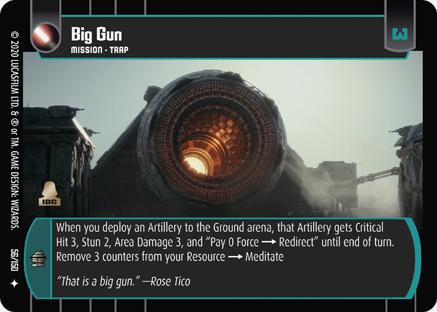 Big Gun
MISSION - TRAP
IDC
When you deploy an Artillery to the Ground arena, that Artillery gets Critical
Hit 3, Stun 2, Area Damage 3, and “Pay 0 Force → Redirect” until end of turn.
Remove 3 counters from your Resource → Meditate
“That is a big gun.” —Rose Tico
© 2020 LUCASFILM LTD. & ® or TM. GAME DESIGN: WIZARDS.
56/150